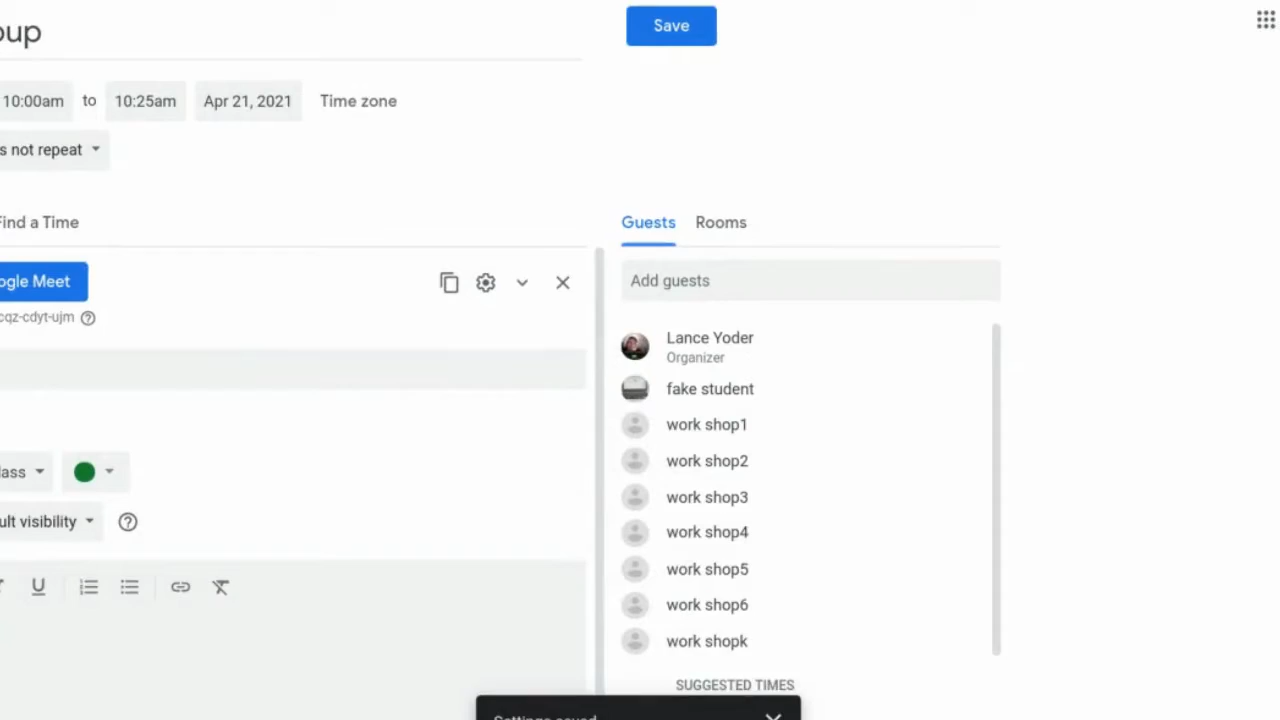 oup
Save
10:00am to 10:25am Apr 21, 2021 Time zone
s not repeat
Find a Time
Guests Rooms
ogle Meet
Add guests
cqz-cdyt-ujm
Lance Yoder
Organizer
fake student
work shop1
work shop2
lass
work shop3
ult visibility
work shop4
work shop5
work shop6
work shopk
SUGGESTED TIMES
Settings saved